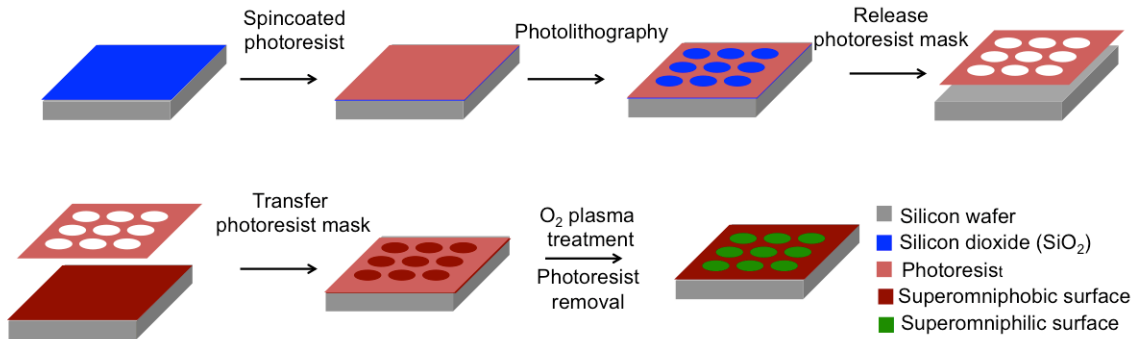 Spincoated
photoresist
Photolithography
Release
photoresist mask
Transfer
photoresist mask
O₂ plasma
treatment
Photoresist
removal
Silicon wafer
Silicon dioxide (SiO₂)
Photoresist
Superomniphobic surface
Superomniphilic surface